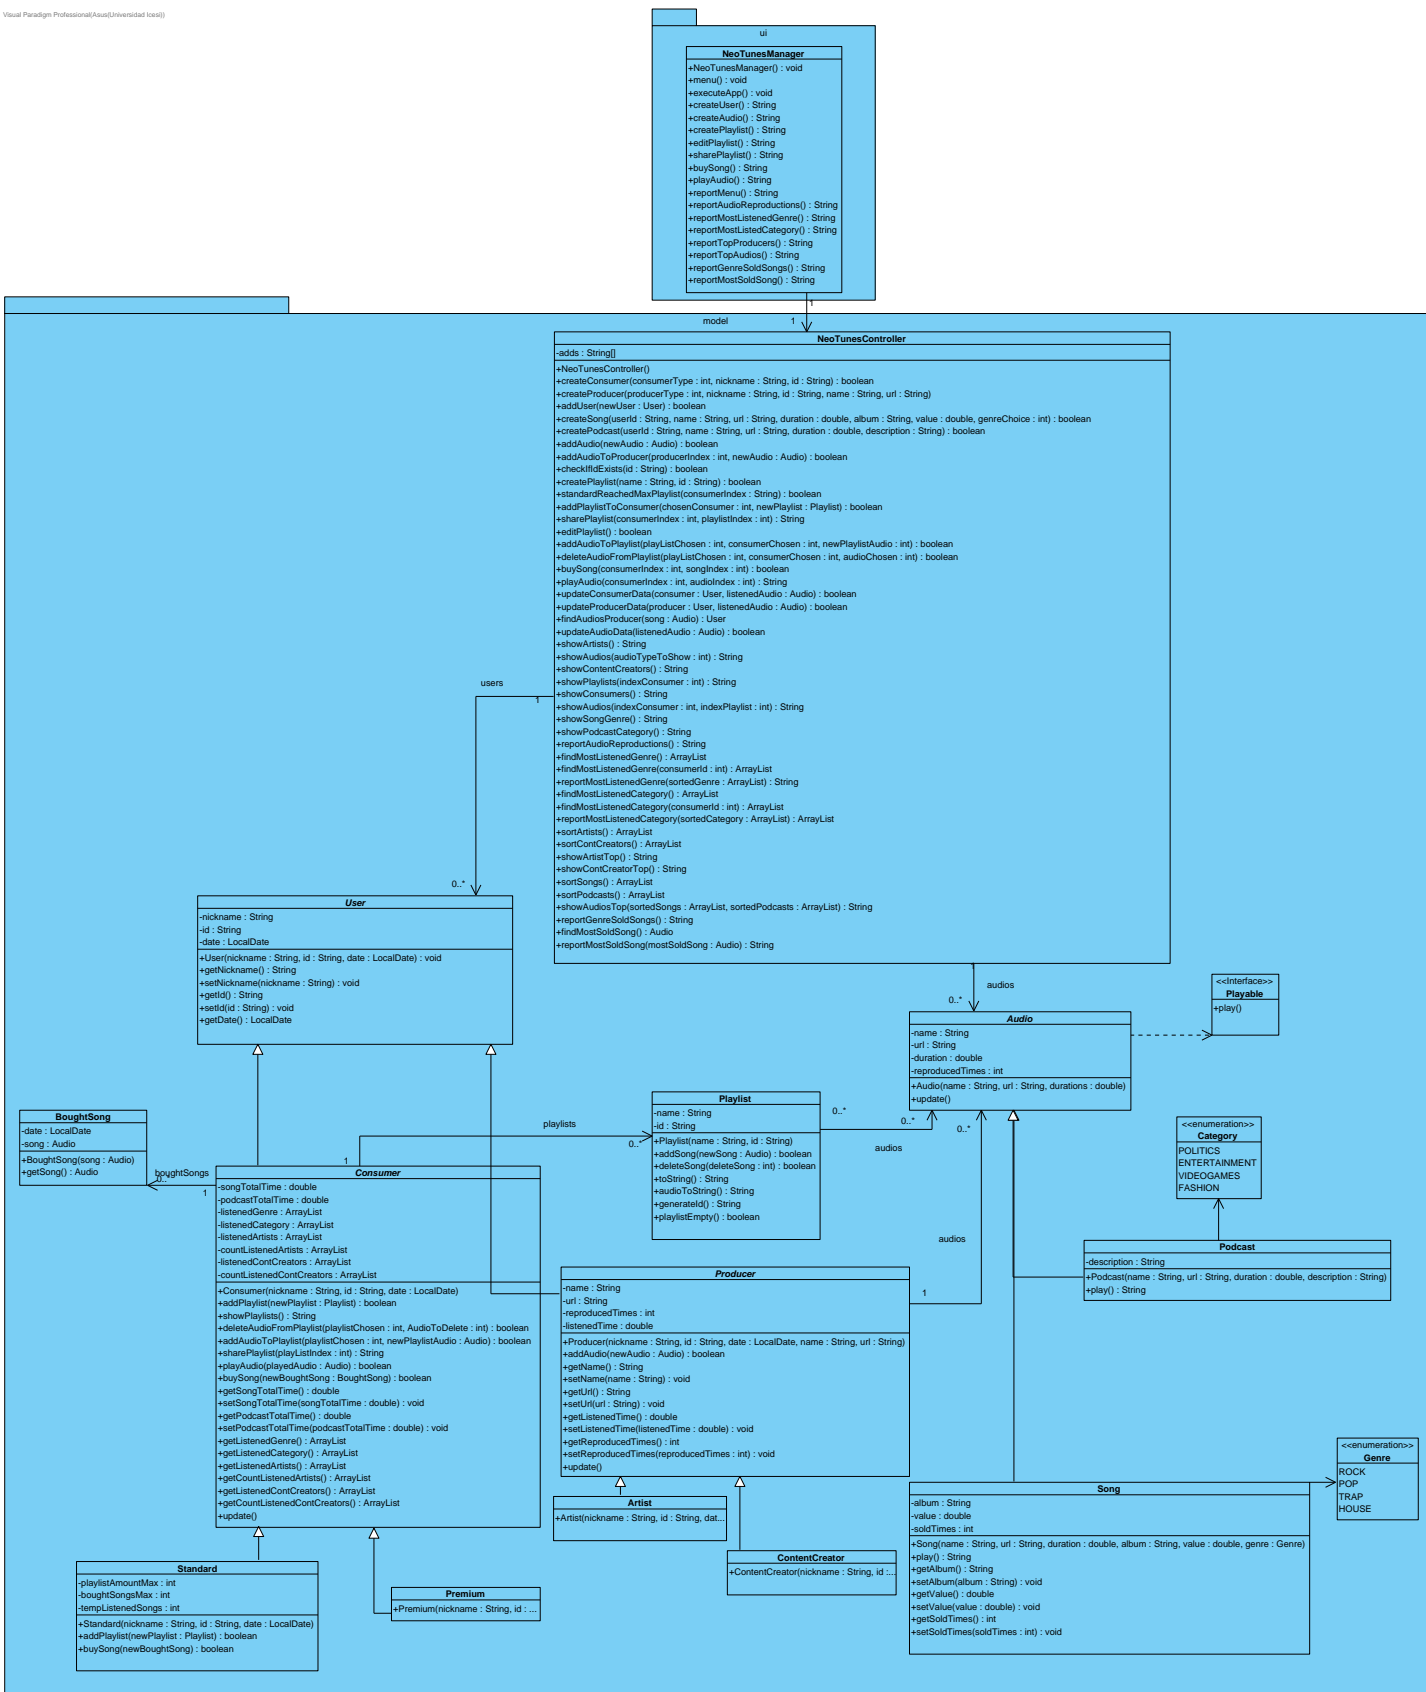 Visual Paradigm Professional(Asus(Universidad Icesi))
ui
NeoTunesManager
+NeoTunesManager() : void
+menu() : void
+executeApp() : void
+createUser() : String
+createAudio() : String
+createPlaylist() : String
+editPlaylist() : String
+sharePlaylist() : String
+buySong() : String
+playAudio() : String
+reportMenu() : String
+reportAudioReproductions() : String
+reportMostListenedGenre() : String
+reportMostListedCategory() : String
+reportTopProducers() : String
+reportTopAudios() : String
+reportGenreSoldSongs() : String
+reportMostSoldSong() : String
1
model
1
NeoTunesController
-adds : String[]
+NeoTunesController()
+createConsumer(consumerType : int, nickname : String, id : String) : boolean
+createProducer(producerType : int, nickname : String, id : String, name : String, url : String)
+addUser(newUser : User) : boolean
+createSong(userId : String, name : String, url : String, duration : double, album : String, value : double, genreChoice : int) : boolean
+createPodcast(userId : String, name : String, url : String, duration : double, description : String) : boolean
+addAudio(newAudio : Audio) : boolean
+addAudioToProducer(producerIndex : int, newAudio : Audio) : boolean
+checkIfIdExists(id : String) : boolean
+createPlaylist(name : String, id : String) : boolean
+standardReachedMaxPlaylist(consumerIndex : String) : boolean
+addPlaylistToConsumer(chosenConsumer : int, newPlaylist : Playlist) : boolean
+sharePlaylist(consumerIndex : int, playlistIndex : int) : String
+editPlaylist() : boolean
+addAudioToPlaylist(playListChosen : int, consumerChosen : int, newPlaylistAudio : int) : boolean
+deleteAudioFromPlaylist(playListChosen : int, consumerChosen : int, audioChosen : int) : boolean
+buySong(consumerIndex : int, songIndex : int) : boolean
+playAudio(consumerIndex : int, audioIndex : int) : String
+updateConsumerData(consumer : User, listenedAudio : Audio) : boolean
+updateProducerData(producer : User, listenedAudio : Audio) : boolean
+findAudiosProducer(song : Audio) : User
+updateAudioData(listenedAudio : Audio) : boolean
+showArtists() : String
+showAudios(audioTypeToShow : int) : String
+showContentCreators() : String
+showPlaylists(indexConsumer : int) : String
+showConsumers() : String
+showAudios(indexConsumer : int, indexPlaylist : int) : String
+showSongGenre() : String
+showPodcastCategory() : String
+reportAudioReproductions() : String
+findMostListenedGenre() : ArrayList
+findMostListenedGenre(consumerId : int) : ArrayList
+reportMostListenedGenre(sortedGenre : ArrayList) : String
+findMostListenedCategory() : ArrayList
+findMostListenedCategory(consumerId : int) : ArrayList
+reportMostListenedCategory(sortedCategory : ArrayList) : ArrayList
+sortArtists() : ArrayList
+sortContCreators() : ArrayList
+showArtistTop() : String
+showContCreatorTop() : String
+sortSongs() : ArrayList
+sortPodcasts() : ArrayList
+showAudiosTop(sortedSongs : ArrayList, sortedPodcasts : ArrayList) : String
+reportGenreSoldSongs() : String
+findMostSoldSong() : Audio
+reportMostSoldSong(mostSoldSong : Audio) : String
users
1
0..*
User
-nickname : String
-id : String
-date : LocalDate
+User(nickname : String, id : String, date : LocalDate) : void
+getNickname() : String
+setNickname(nickname : String) : void
+getId() : String
+setId(id : String) : void
+getDate() : LocalDate
1
audios
0..*
<<Interface>>
Playable
+play()
Audio
-name : String
-url : String
-duration : double
-reproducedTimes : int
+Audio(name : String, url : String, durations : double)
+update()
BoughtSong
-date : LocalDate
-song : Audio
+BoughtSong(song : Audio)
+getSong() : Audio
boughtSongs
0..*
1
playlists
1
0..*
Playlist
-name : String
-id : String
+Playlist(name : String, id : String)
+addSong(newSong : Audio) : boolean
+deleteSong(deleteSong : int) : boolean
+toString() : String
+audioToString() : String
+generateId() : String
+playlistEmpty() : boolean
0..*
0..*
audios
0..*
<<enumeration>>
Category
POLITICS
ENTERTAINMENT
VIDEOGAMES
FASHION
Consumer
-songTotalTime : double
-podcastTotalTime : double
-listenedGenre : ArrayList
-listenedCategory : ArrayList
-listenedArtists : ArrayList
-countListenedArtists : ArrayList
-listenedContCreators : ArrayList
-countListenedContCreators : ArrayList
+Consumer(nickname : String, id : String, date : LocalDate)
+addPlaylist(newPlaylist : Playlist) : boolean
+showPlaylists() : String
+deleteAudioFromPlaylist(playlistChosen : int, AudioToDelete : int) : boolean
+addAudioToPlaylist(playlistChosen : int, newPlaylistAudio : Audio) : boolean
+sharePlaylist(playListIndex : int) : String
+playAudio(playedAudio : Audio) : boolean
+buySong(newBoughtSong : BoughtSong) : boolean
+getSongTotalTime() : double
+setSongTotalTime(songTotalTime : double) : void
+getPodcastTotalTime() : double
+setPodcastTotalTime(podcastTotalTime : double) : void
+getListenedGenre() : ArrayList
+getListenedCategory() : ArrayList
+getListenedArtists() : ArrayList
+getCountListenedArtists() : ArrayList
+getListenedContCreators() : ArrayList
+getCountListenedContCreators() : ArrayList
+update()
audios
1
Podcast
-description : String
+Podcast(name : String, url : String, duration : double, description : String)
+play() : String
Producer
-name : String
-url : String
-reproducedTimes : int
-listenedTime : double
+Producer(nickname : String, id : String, date : LocalDate, name : String, url : String)
+addAudio(newAudio : Audio) : boolean
+getName() : String
+setName(name : String) : void
+getUrl() : String
+setUrl(url : String) : void
+getListenedTime() : double
+setListenedTime(listenedTime : double) : void
+getReproducedTimes() : int
+setReproducedTimes(reproducedTimes : int) : void
+update()
<<enumeration>>
Genre
ROCK
POP
TRAP
HOUSE
Song
-album : String
-value : double
-soldTimes : int
+Song(name : String, url : String, duration : double, album : String, value : double, genre : Genre)
+play() : String
+getAlbum() : String
+setAlbum(album : String) : void
+getValue() : double
+setValue(value : double) : void
+getSoldTimes() : int
+setSoldTimes(soldTimes : int) : void
Artist
+Artist(nickname : String, id : String, dat...
ContentCreator
+ContentCreator(nickname : String, id :...
Standard
-playlistAmountMax : int
-boughtSongsMax : int
-tempListenedSongs : int
+Standard(nickname : String, id : String, date : LocalDate)
+addPlaylist(newPlaylist : Playlist) : boolean
+buySong(newBoughtSong) : boolean
Premium
+Premium(nickname : String, id : ...